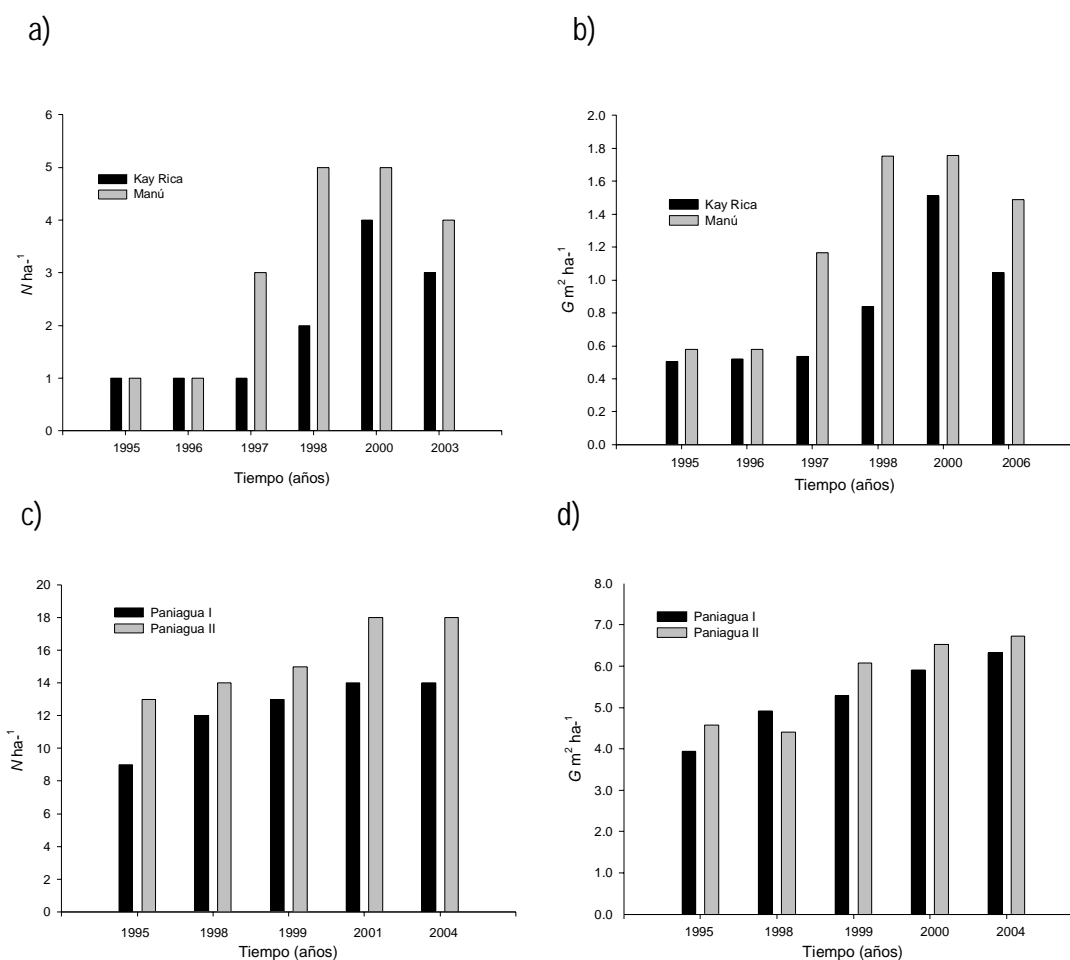 a)
6
5
4
3
2
1
0
N ha-1
Kay Rica
Manú
1995 1996 1997 1998 2000 2003
Tiempo (años)
b)
2.0
1.8
1.6
1.4
1.2
1.0
0.8
0.6
0.4
0.2
0.0
G m2 ha-1
Kay Rica
Manú
1995 1996 1997 1998 2000 2006
Tiempo (años)
c)
20
18
16
14
12
10
8
6
4
2
0
N ha-1
Paniagua I
Paniagua II
1995 1998 1999 2001 2004
Tiempo (años)
d)
8.0
7.0
6.0
5.0
4.0
3.0
2.0
1.0
0.0
G m2 ha-1
Paniagua I
Paniagua II
1995 1998 1999 2000 2004
Tiempo (años)